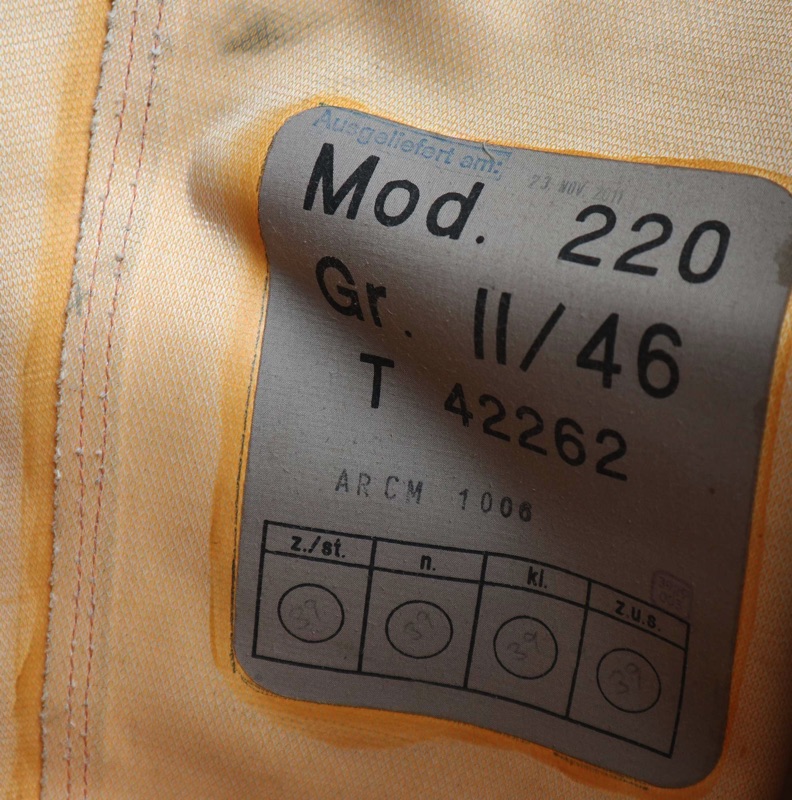 Ausgeliefert am:
23 NOV 2011
Mod. 220
Gr. II/46
T 42262
ARCM 1006
z./st. n. kl. z.u.s.
39 39 39 39